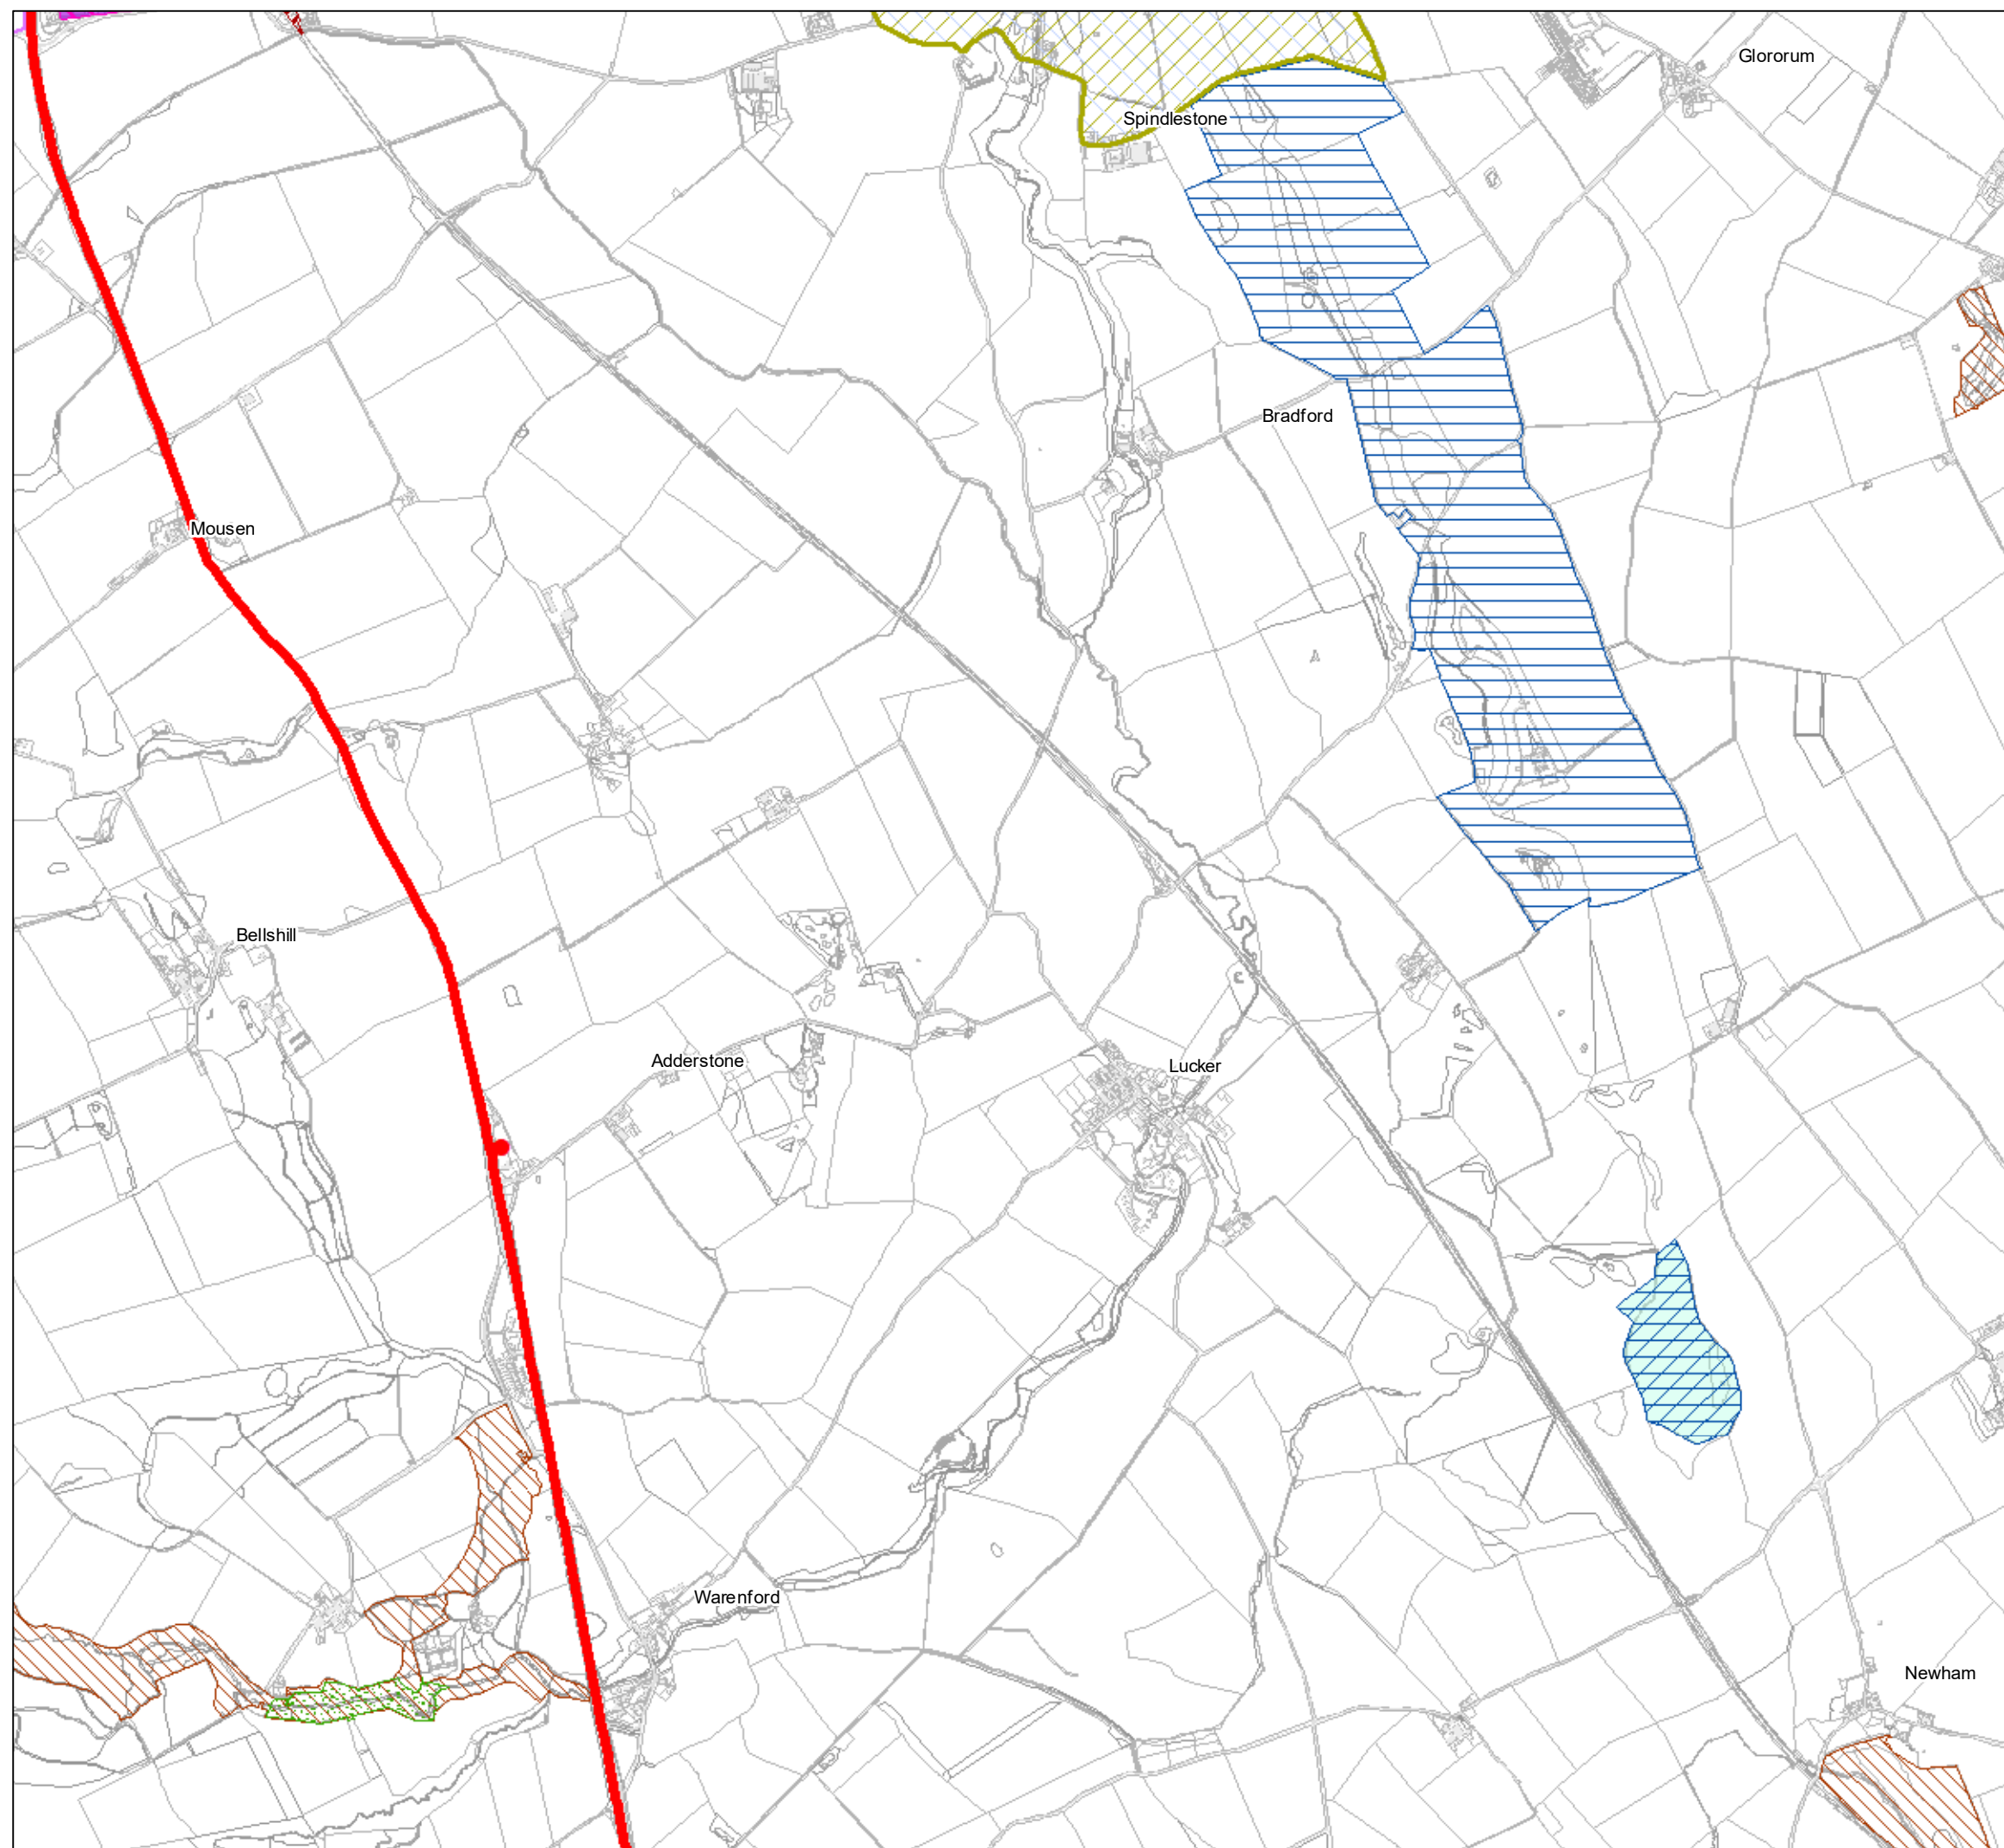 Glororum
Spindlestone
Bradford
Mousen
Bellshill
Adderstone
Lucker
Warenford
Newham